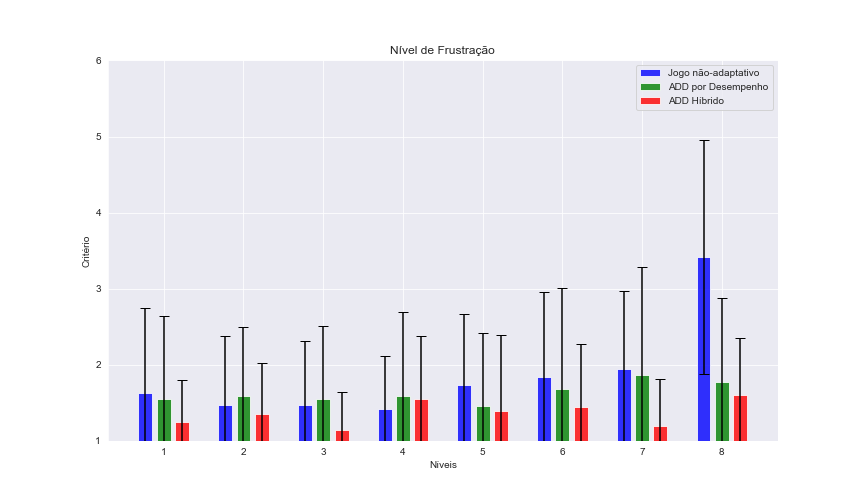 Nível de Frustração
Jogo não-adaptativo
ADD por Desempenho
ADD Híbrido
6
5
4
3
2
1
Critério
1 2 3 4 5 6 7 8
Níveis